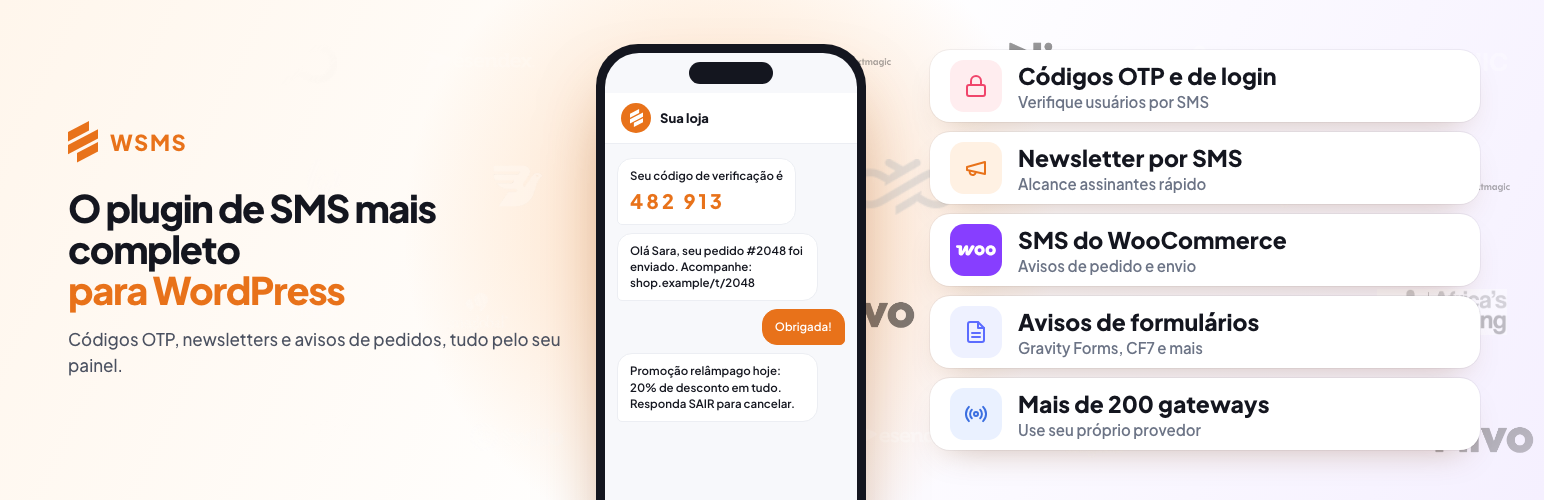 WSMS
O plugin de SMS mais
completo
para WordPress
Códigos OTP, newsletters e avisos de pedidos, tudo pelo seu
painel.
Sua loja
Seu código de verificação é
482 913
Olá Sara, seu pedido #2048 foi
enviado. Acompanhe:
shop.example/t/2048
Obrigada!
Promoção relâmpago hoje:
20% de desconto em tudo.
Responda SAIR para cancelar.
Códigos OTP e de login
Verifique usuários por SMS
Newsletter por SMS
Alcance assinantes rápido
woo
SMS do WooCommerce
Avisos de pedido e envio
Avisos de formulários
Gravity Forms, CF7 e mais
Mais de 200 gateways
Use seu próprio provedor